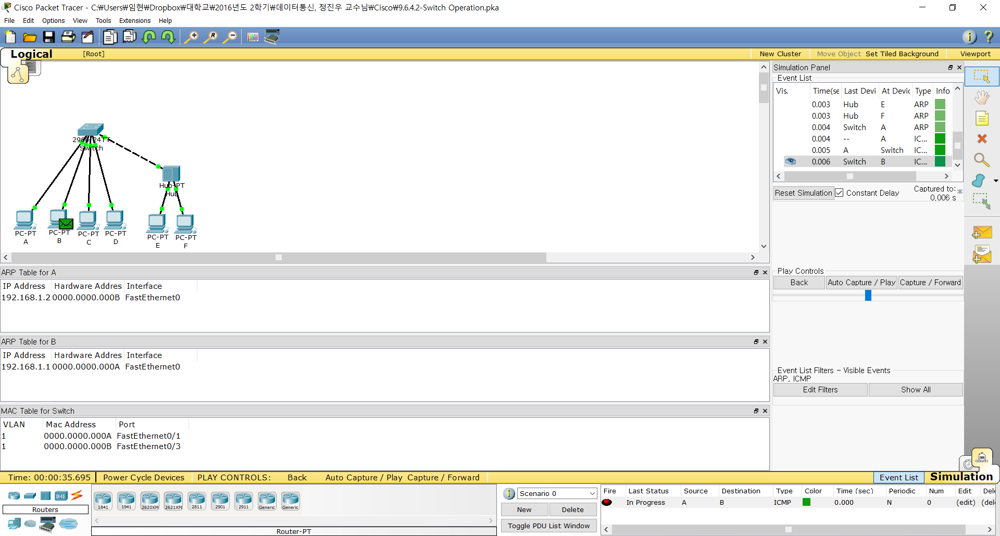 Cisco Packet Tracer - C:₩Users₩임현₩Dropbox₩대학교₩2016년도 2학기₩데이터통신, 정진우 교수님₩Cisco₩9.6.4.2-Switch Operation.pka
File Edit Options View Tools Extensions Help
Logical [Root] New Cluster Move Object Set Tiled Background Viewport
Simulation Panel
Event List
Vis. Time(se Last Devi At Devic Type Info
0.003 Hub E ARP
0.003 Hub F ARP
0.004 Switch A ARP
0.004 -- A IC...
0.005 A Switch IC...
0.006 Switch B IC...
Reset Simulation Constant Delay Captured to:
0.006 s
2960-24TT
Switch
Hub-PT
Hub
PC-PT
A
PC-PT
B
PC-PT
C
PC-PT
D
PC-PT
E
PC-PT
F
Play Controls
Back Auto Capture / Play Capture / Forward
Event List Filters - Visible Events
ARP, ICMP
Edit Filters Show All
ARP Table for A
IP Address Hardware Addres Interface
192.168.1.2 0000.0000.000B FastEthernet0
ARP Table for B
IP Address Hardware Addres Interface
192.168.1.1 0000.0000.000A FastEthernet0
MAC Table for Switch
VLAN Mac Address Port
1 0000.0000.000A FastEthernet0/1
1 0000.0000.000B FastEthernet0/3
Time: 00:00:35.695 Power Cycle Devices PLAY CONTROLS: Back Auto Capture / Play Capture / Forward Event List Simulation
Routers
1841 1941 2620XM 2621XM 2811 2901 2911 Generic Generic
Router-PT
Scenario 0
New Delete
Toggle PDU List Window
Fire Last Status Source Destination Type Color Time (sec) Periodic Num Edit Dele
In Progress A B ICMP 0.000 N 0 (edit) (del